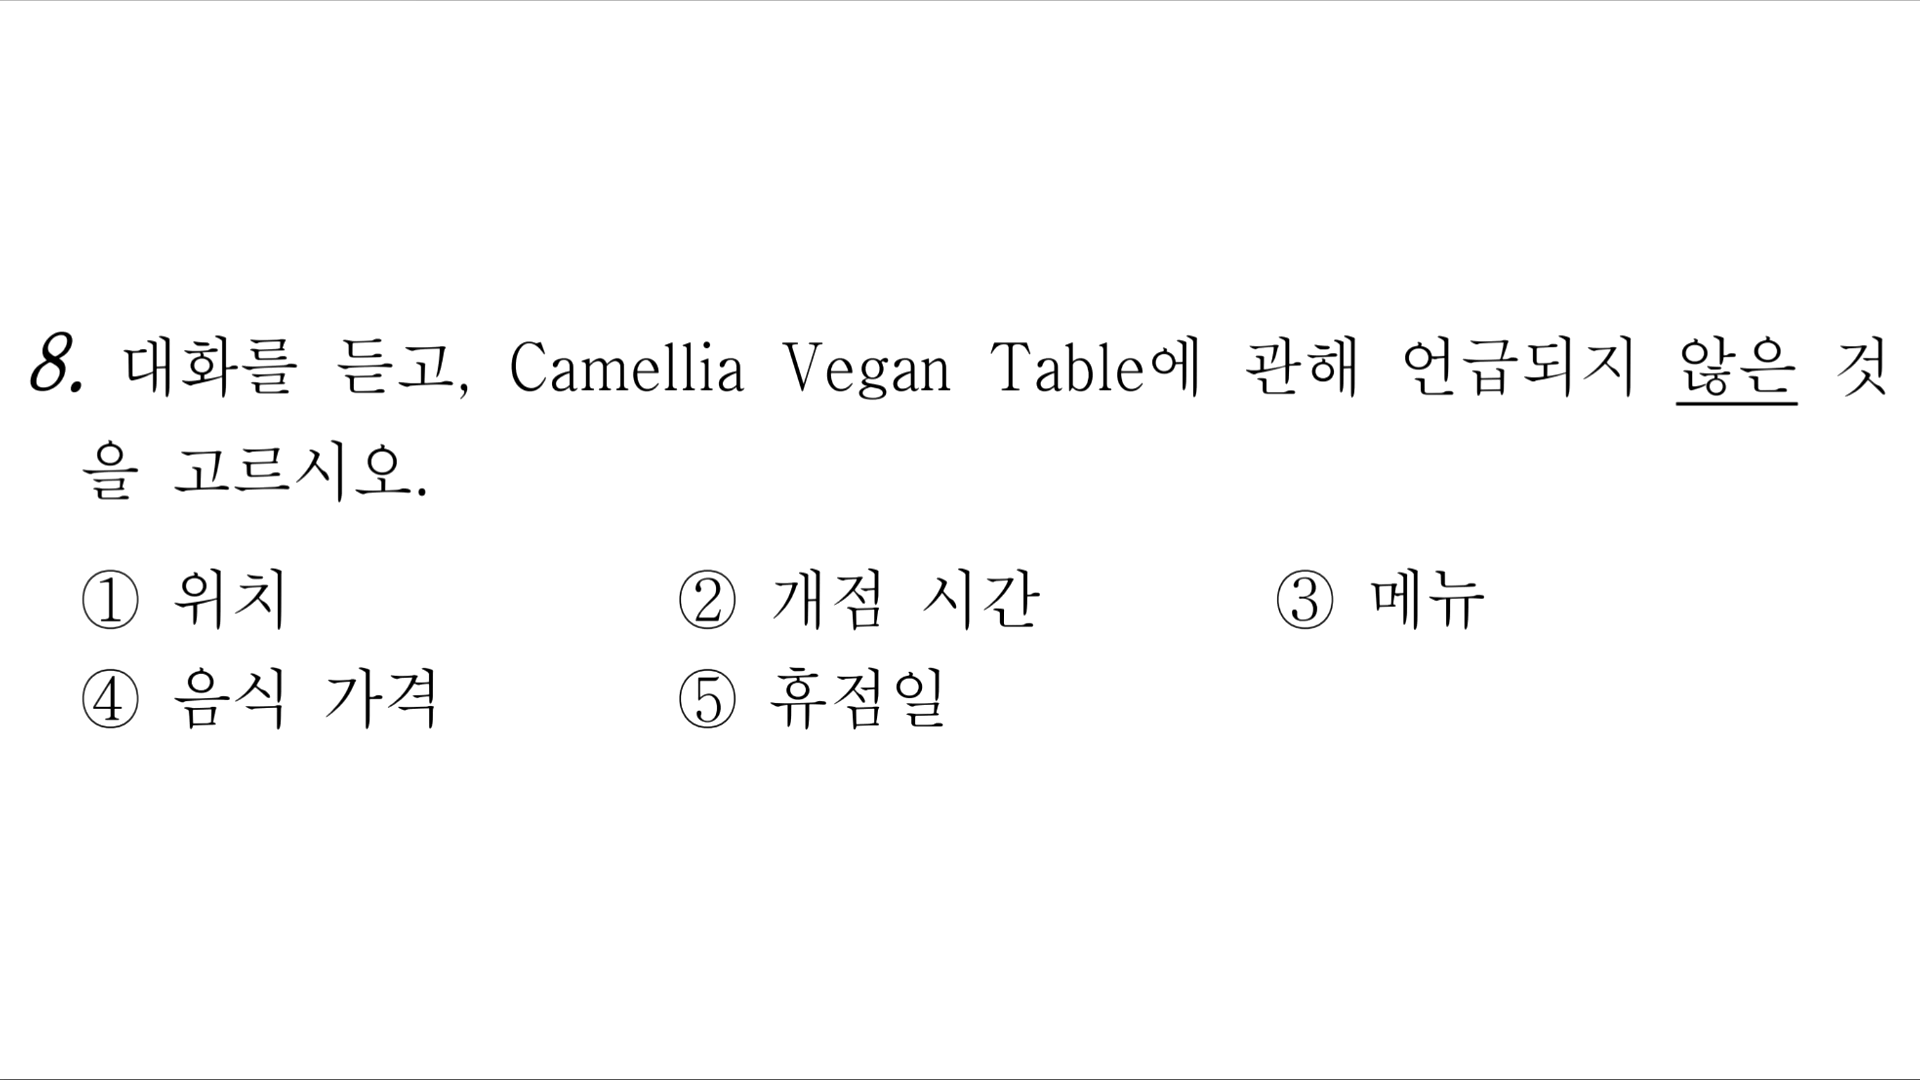 8. 대화를 듣고, Camellia Vegan Table에 관해 언급되지 않은 것
을 고르시오.
① 위치 ② 개점 시간 ③ 메뉴
④ 음식 가격 ⑤ 휴점일